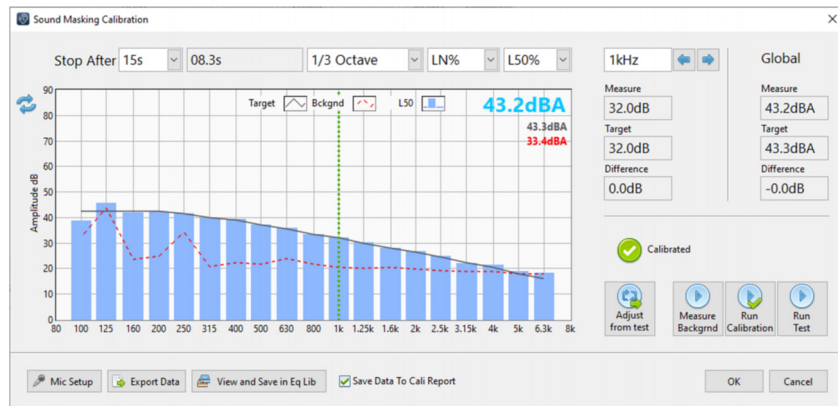 Sound Masking Calibration
Stop After 15s 08.3s 1/3 Octave LN% L50% 1kHz Global
Target Bckgnd L50 43.2dBA
43.3dBA
33.4dBA
Amplitude dB
90
80
70
60
50
40
30
20
10
0
80 100 125 160 200 250 315 400 500 630 800 1k 1.25k 1.6k 2k 2.5k 3.15k 4k 5k 6.3k 8k
Measure Measure
32.0dB 43.2dBA
Target Target
32.0dB 43.3dBA
Difference Difference
0.0dB -0.0dB
Calibrated
Adjust from test
Measure Backgrnd
Run Calibration
Run Test
Mic Setup Export Data View and Save in Eq Lib Save Data To Cali Report OK Cancel